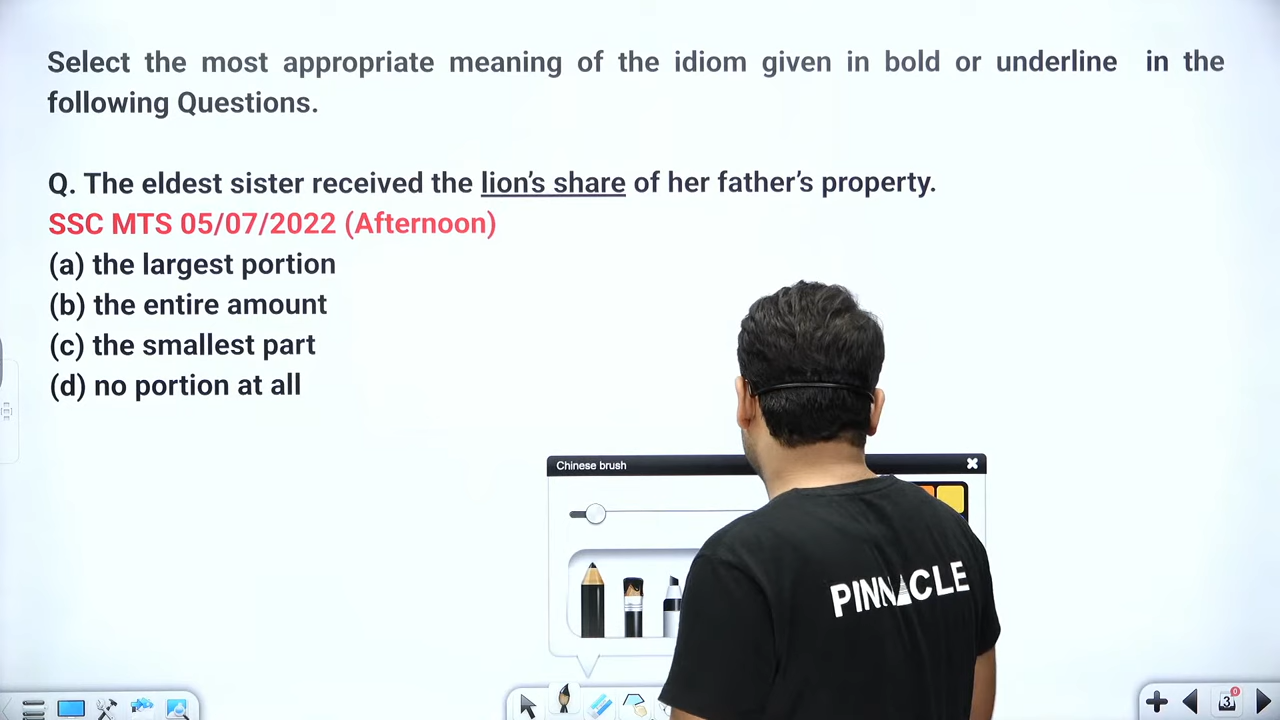 Select the most appropriate meaning of the idiom given in bold or underline in the
following Questions.
Q. The eldest sister received the lion’s share of her father’s property.
SSC MTS 05/07/2022 (Afternoon)
(a) the largest portion
(b) the entire amount
(c) the smallest part
(d) no portion at all
Chinese brush
PINNACLE
3
0